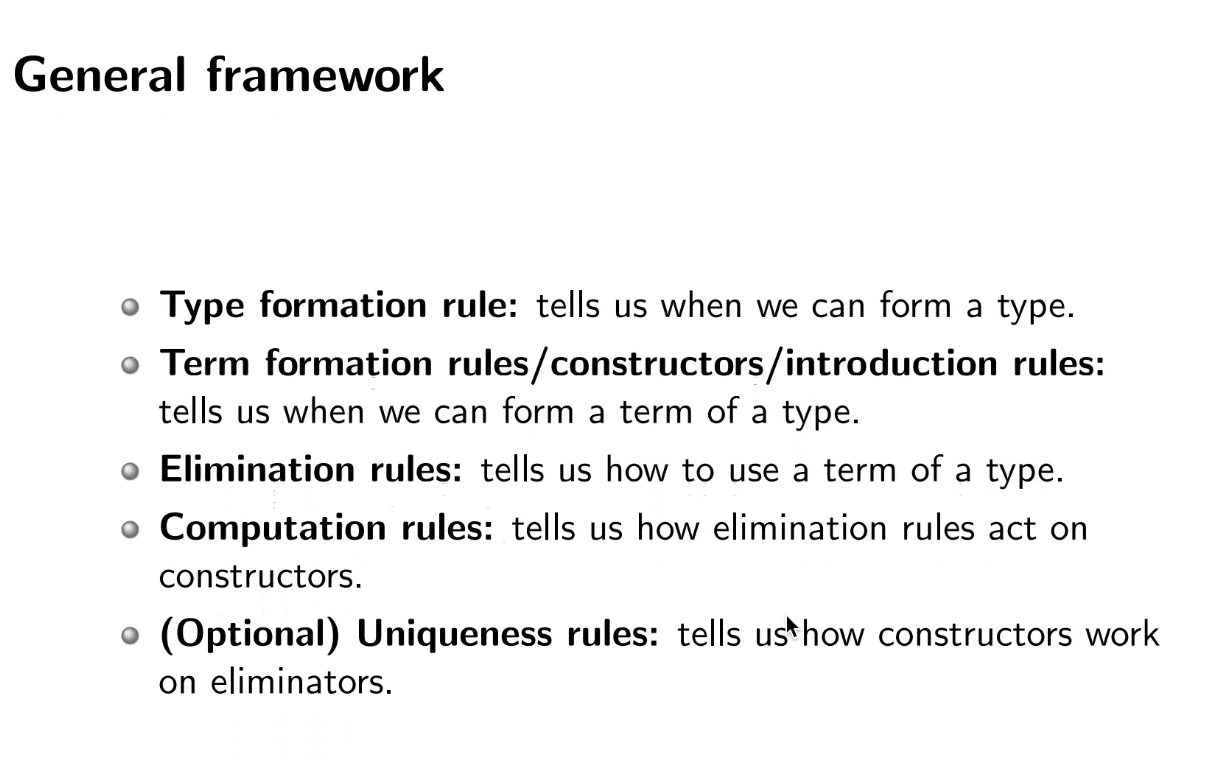 General framework
Type formation rule: tells us when we can form a type.
Term formation rules/constructors/introduction rules:
tells us when we can form a term of a type.
Elimination rules: tells us how to use a term of a type.
Computation rules: tells us how elimination rules act on
constructors.
(Optional) Uniqueness rules: tells us how constructors work
on eliminators.